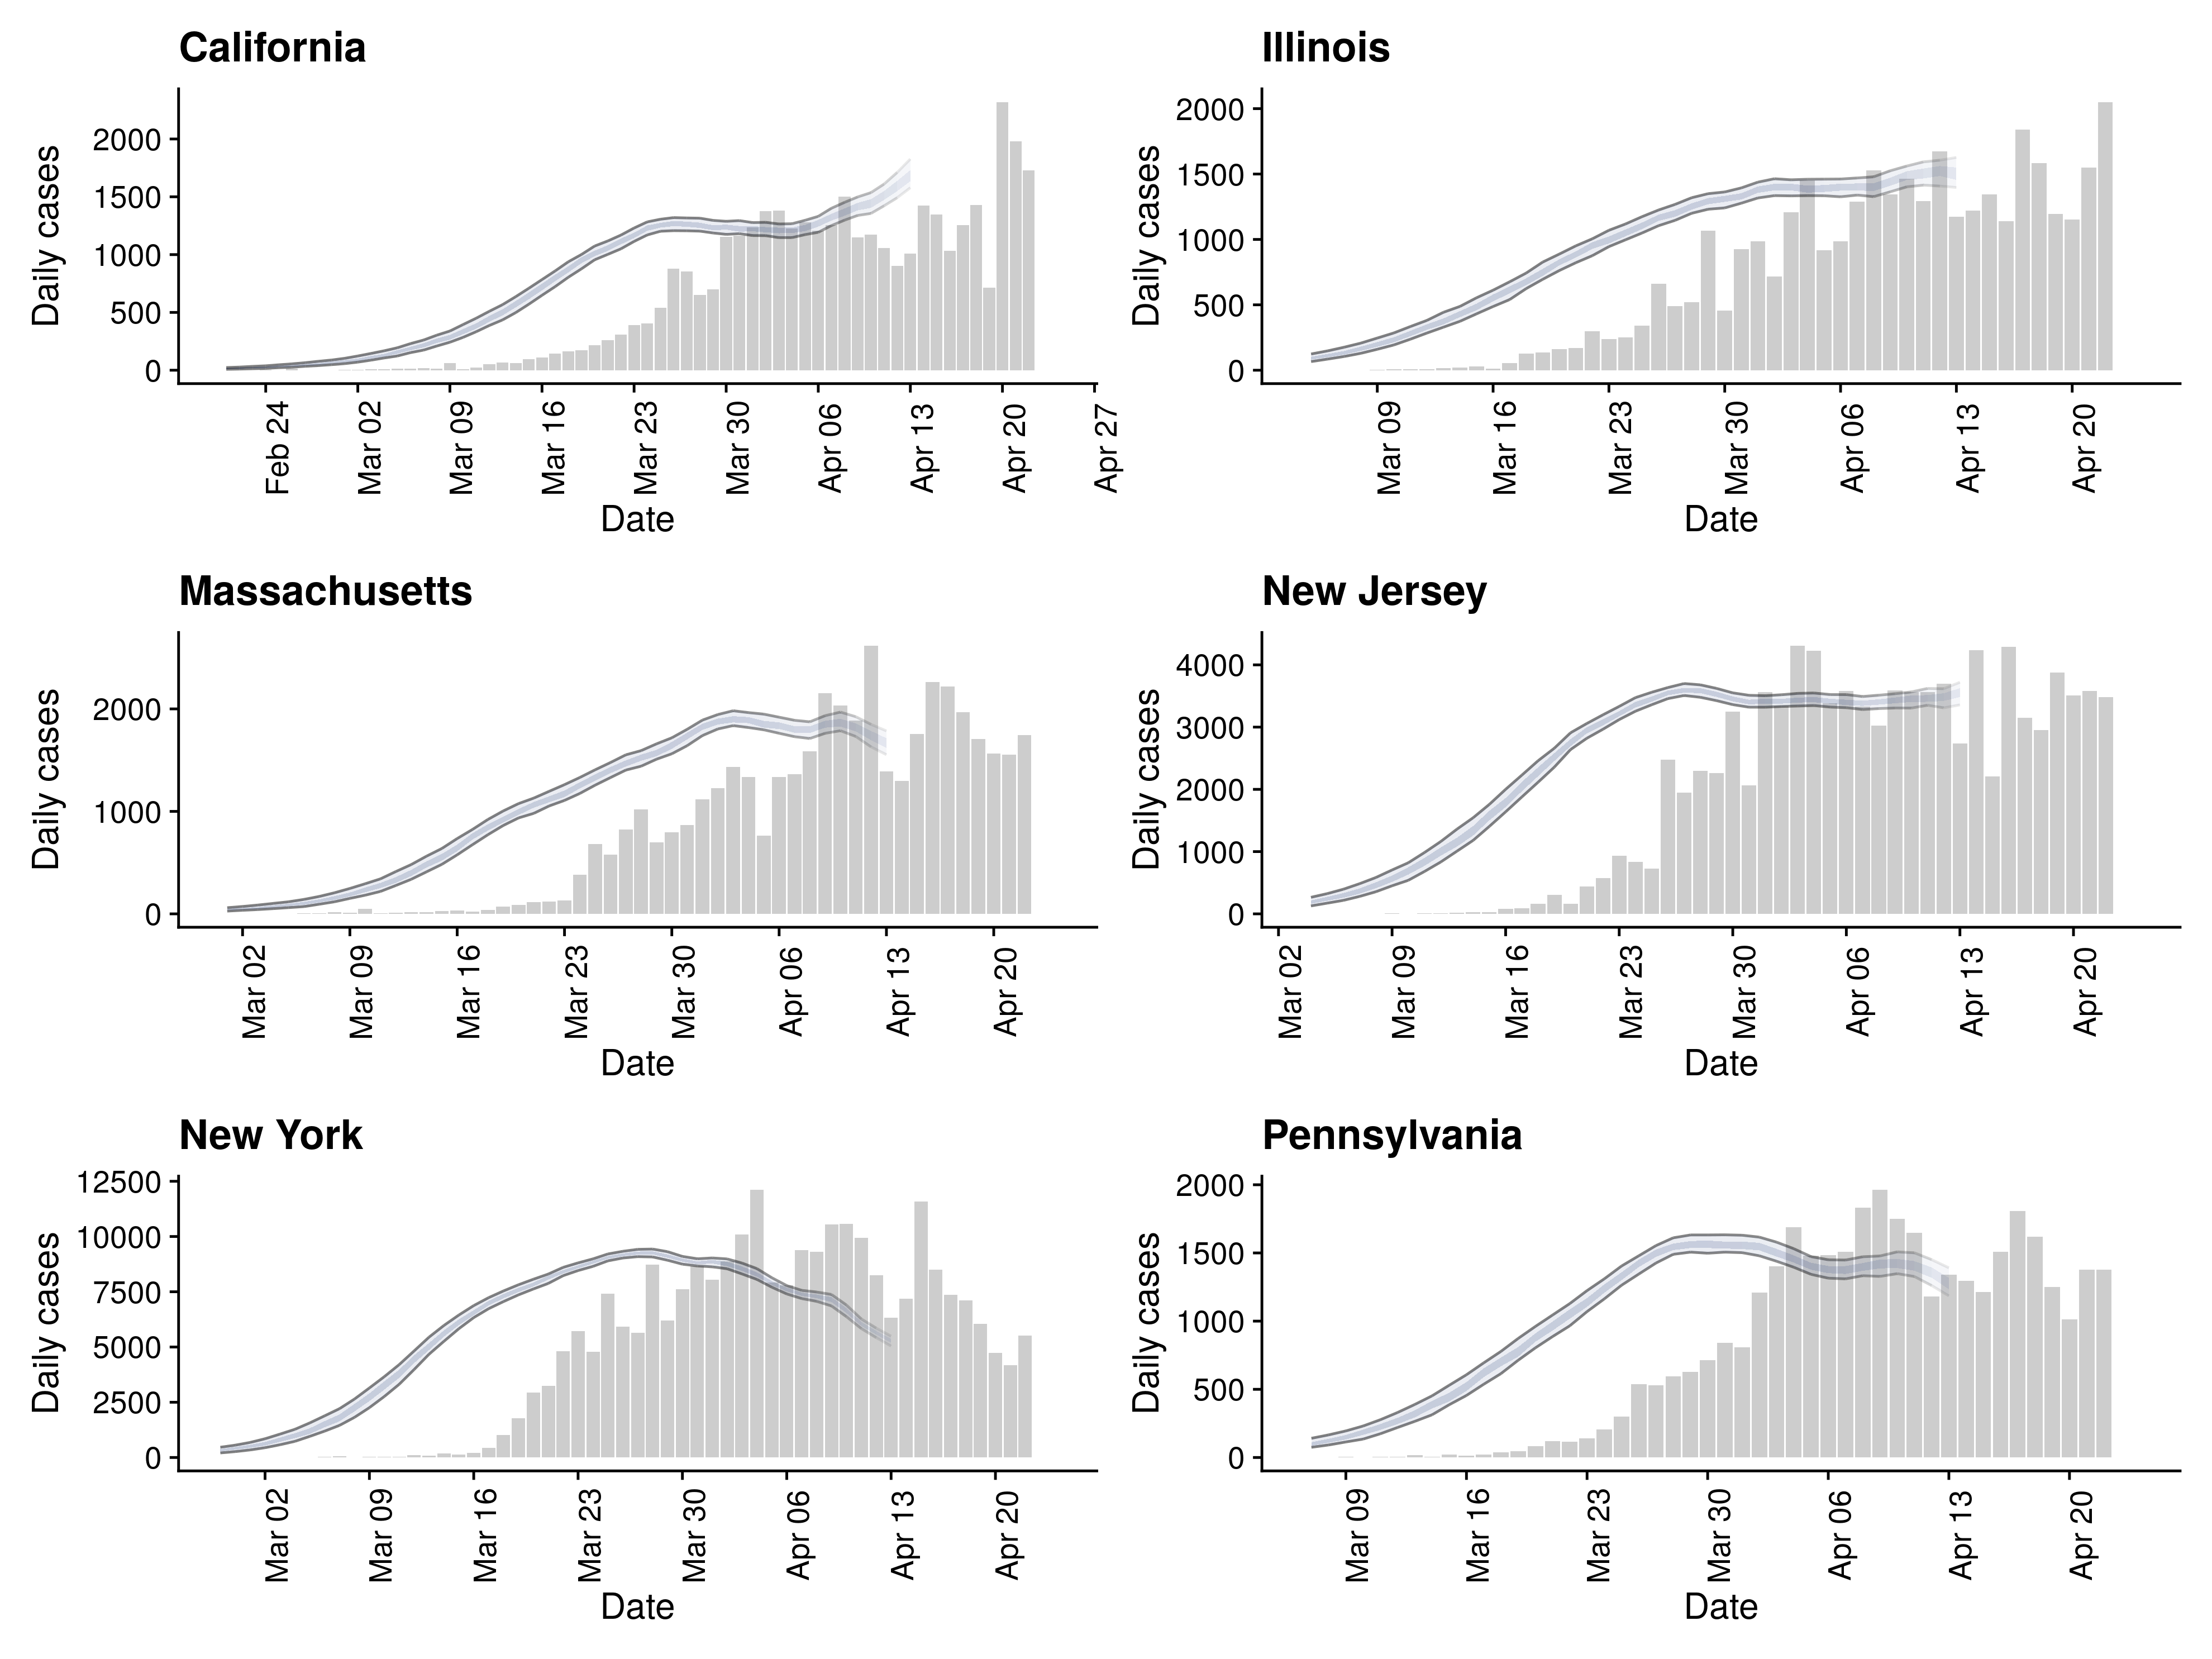 California
Daily cases
2000
1500
1000
500
0
Feb 24
Mar 02
Mar 09
Mar 16
Mar 23
Mar 30
Apr 06
Apr 13
Apr 20
Apr 27
Date
Illinois
Daily cases
2000
1500
1000
500
0
Mar 09
Mar 16
Mar 23
Mar 30
Apr 06
Apr 13
Apr 20
Date
Massachusetts
Daily cases
2000
1000
0
Mar 02
Mar 09
Mar 16
Mar 23
Mar 30
Apr 06
Apr 13
Apr 20
Date
New Jersey
Daily cases
4000
3000
2000
1000
0
Mar 02
Mar 09
Mar 16
Mar 23
Mar 30
Apr 06
Apr 13
Apr 20
Date
New York
Daily cases
12500
10000
7500
5000
2500
0
Mar 02
Mar 09
Mar 16
Mar 23
Mar 30
Apr 06
Apr 13
Apr 20
Date
Pennsylvania
Daily cases
2000
1500
1000
500
0
Mar 09
Mar 16
Mar 23
Mar 30
Apr 06
Apr 13
Apr 20
Date